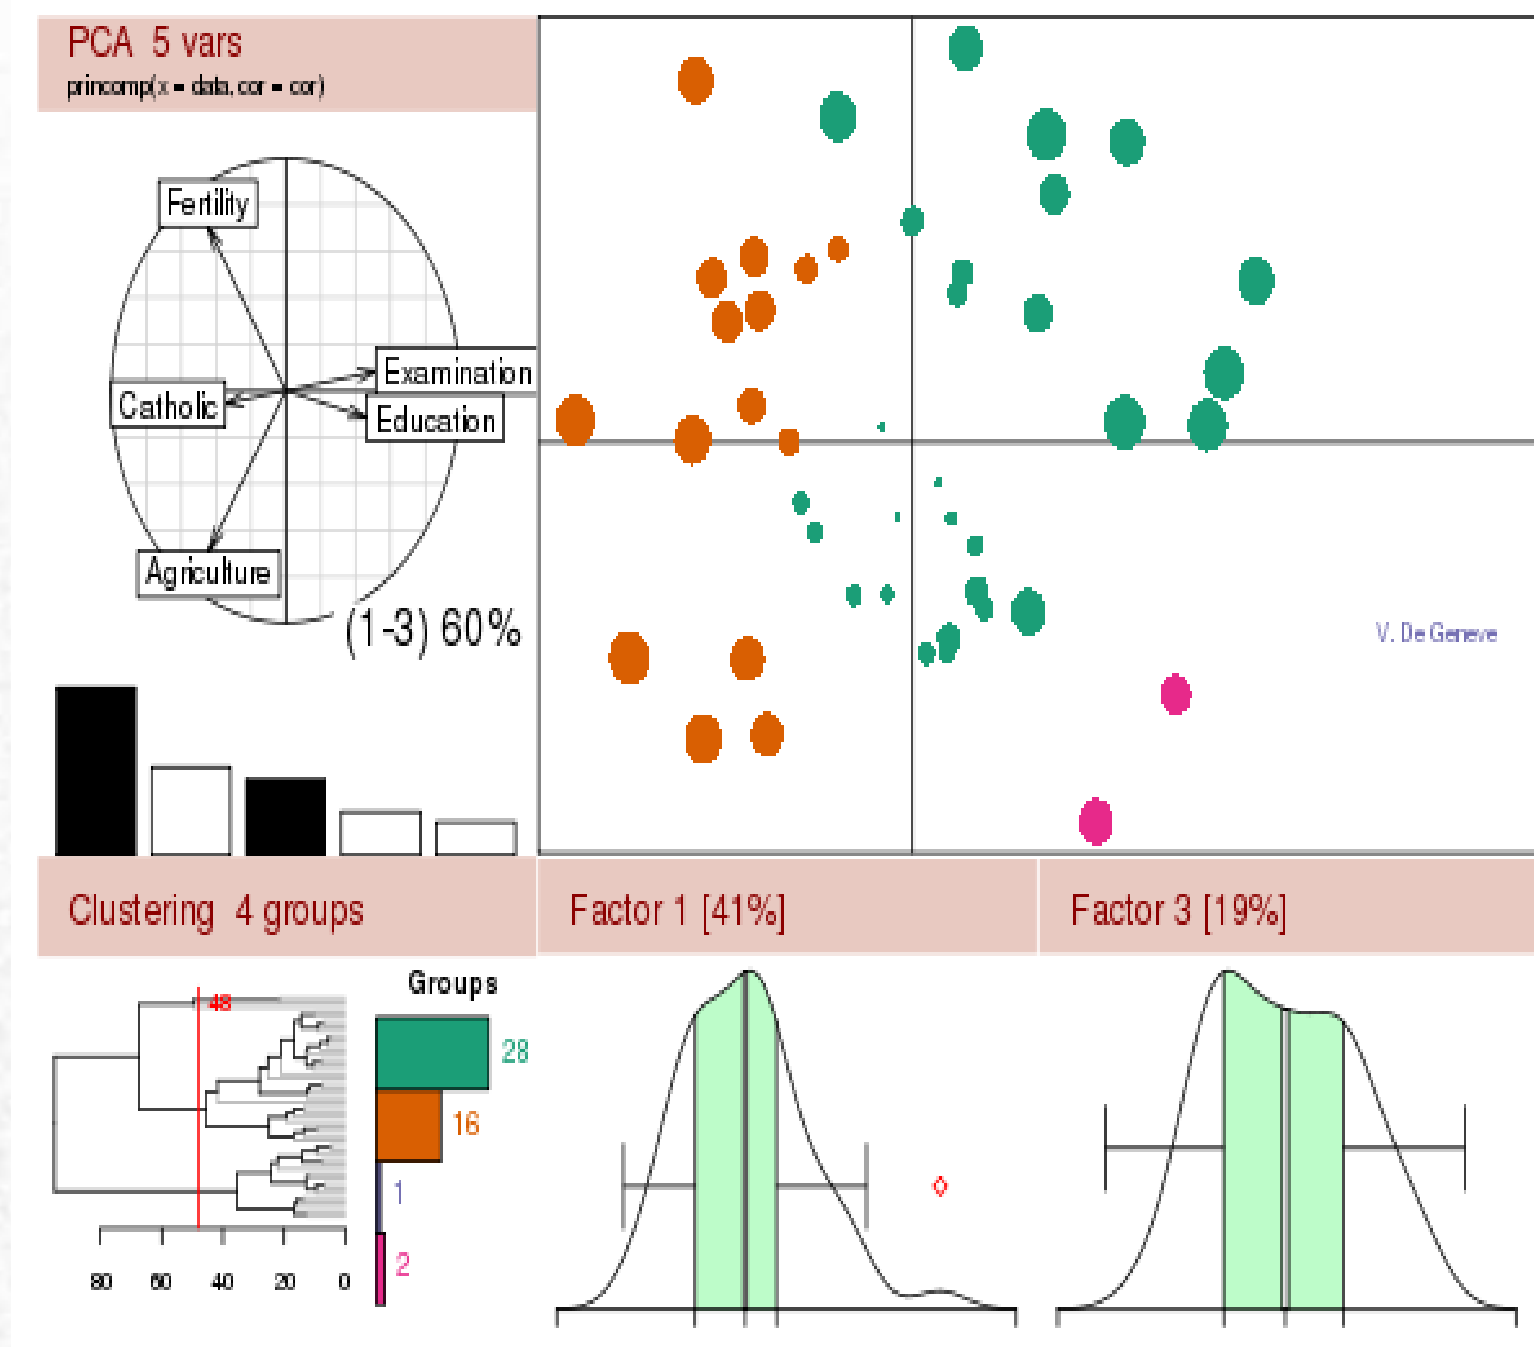 PCA 5 vars
princomp(x = data, cor = cor)
Fertility
Examination
Catholic
Education
Agriculture
(1-3) 60%
V. De Geneve
Clustering 4 groups
Factor 1 [41%]
Factor 3 [19%]
Groups
48
28
16
1
2
80 60 40 20 0